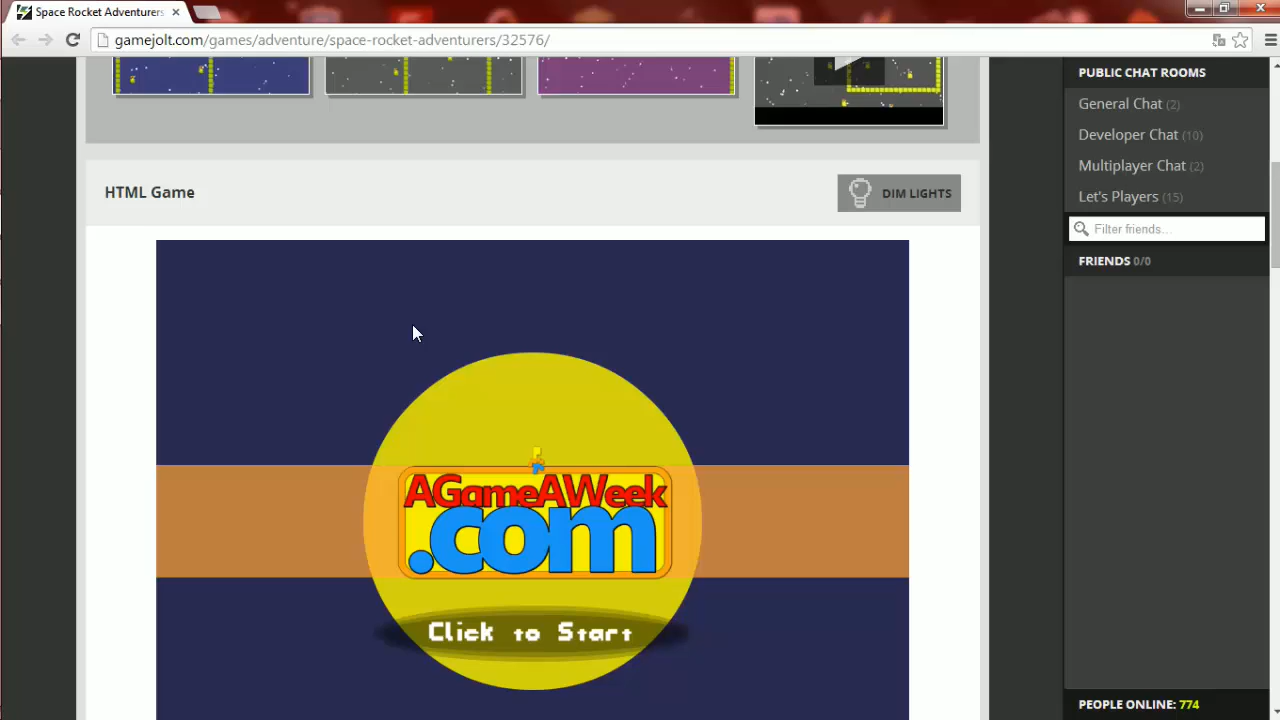 Space Rocket Adventurers
gamejolt.com/games/adventure/space-rocket-adventurers/32576/
PUBLIC CHAT ROOMS
General Chat (2)
Developer Chat (10)
Multiplayer Chat (2)
Let's Players (15)
Filter friends...
FRIENDS 0/0
HTML Game
DIM LIGHTS
AGameAWeek
.com
Click to Start
PEOPLE ONLINE: 774